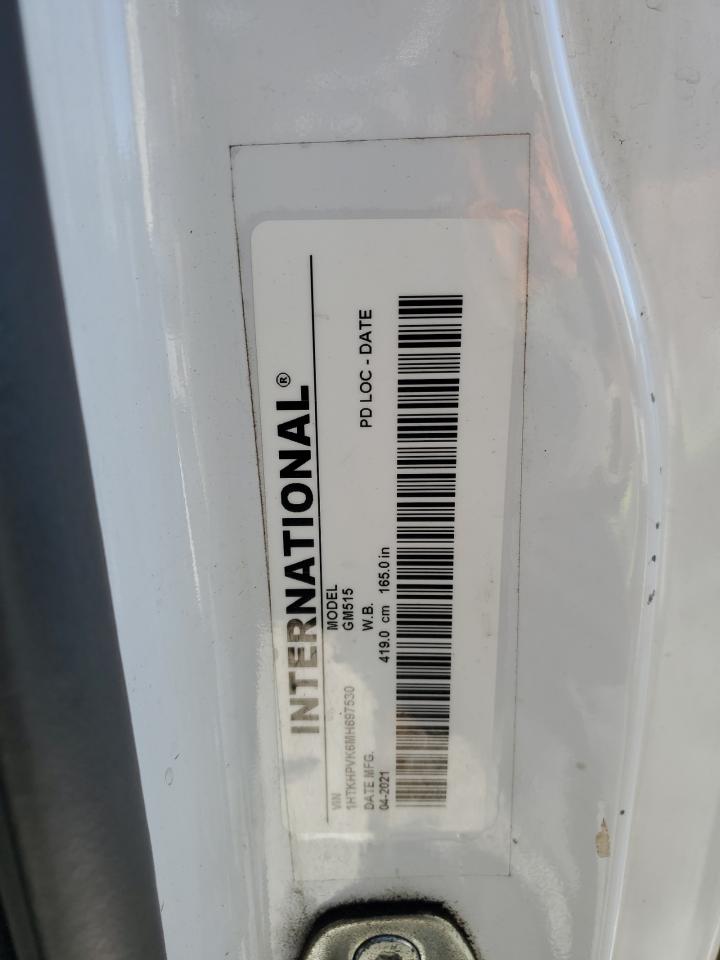 INTERNATIONAL®
VIN
1HTKHPVK6MH697530
MODEL
GM515
DATE MFG.
04-2021
W.B.
419.0 cm 165.0 in
PD LOC - DATE